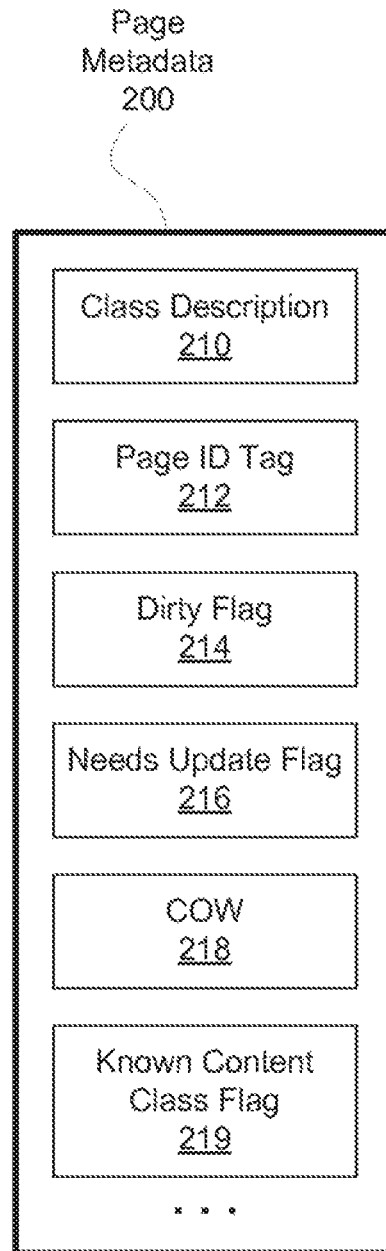 Page
Metadata
200
Class Description
210
Page ID Tag
212
Dirty Flag
214
Needs Update Flag
216
COW
218
Known Content
Class Flag
219
. . .